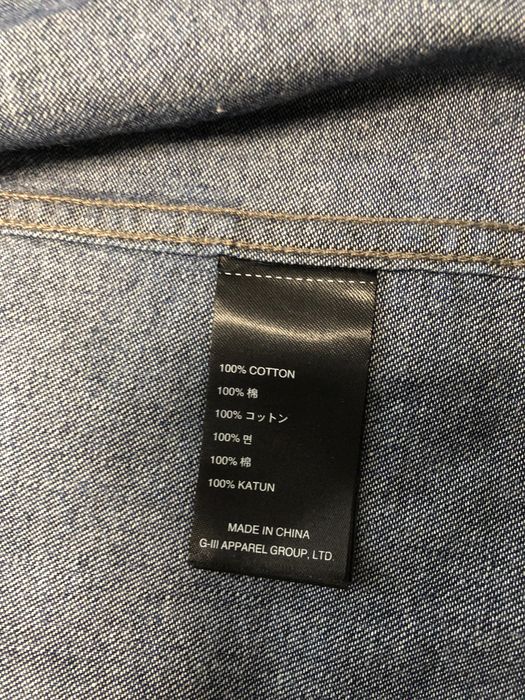 100% COTTON
100% 棉
100% コットン
100% 면
100% 棉
100% KATUN
MADE IN CHINA
G-III APPAREL GROUP, LTD.